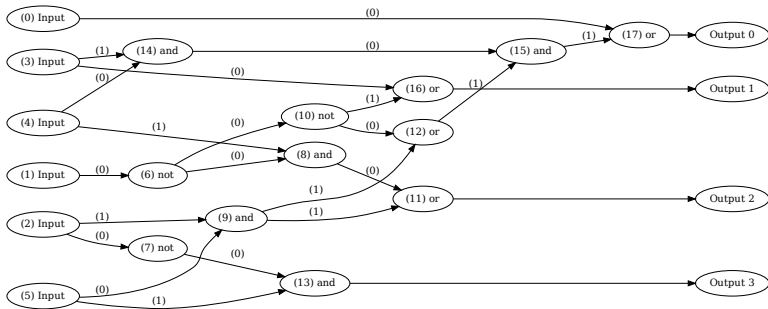 (0) Input
(0)
(17) or
Output 0
(3) Input
(1)
(14) and
(0)
(15) and
(1)
(0)
(0)
(16) or
(1)
Output 1
(4) Input
(1)
(10) not
(1)
(0)
(0)
(12) or
(1) Input
(0)
(6) not
(0)
(8) and
(0)
(1)
(2) Input
(1)
(9) and
(1)
(11) or
Output 2
(0)
(7) not
(0)
(5) Input
(0)
(1)
(13) and
Output 3